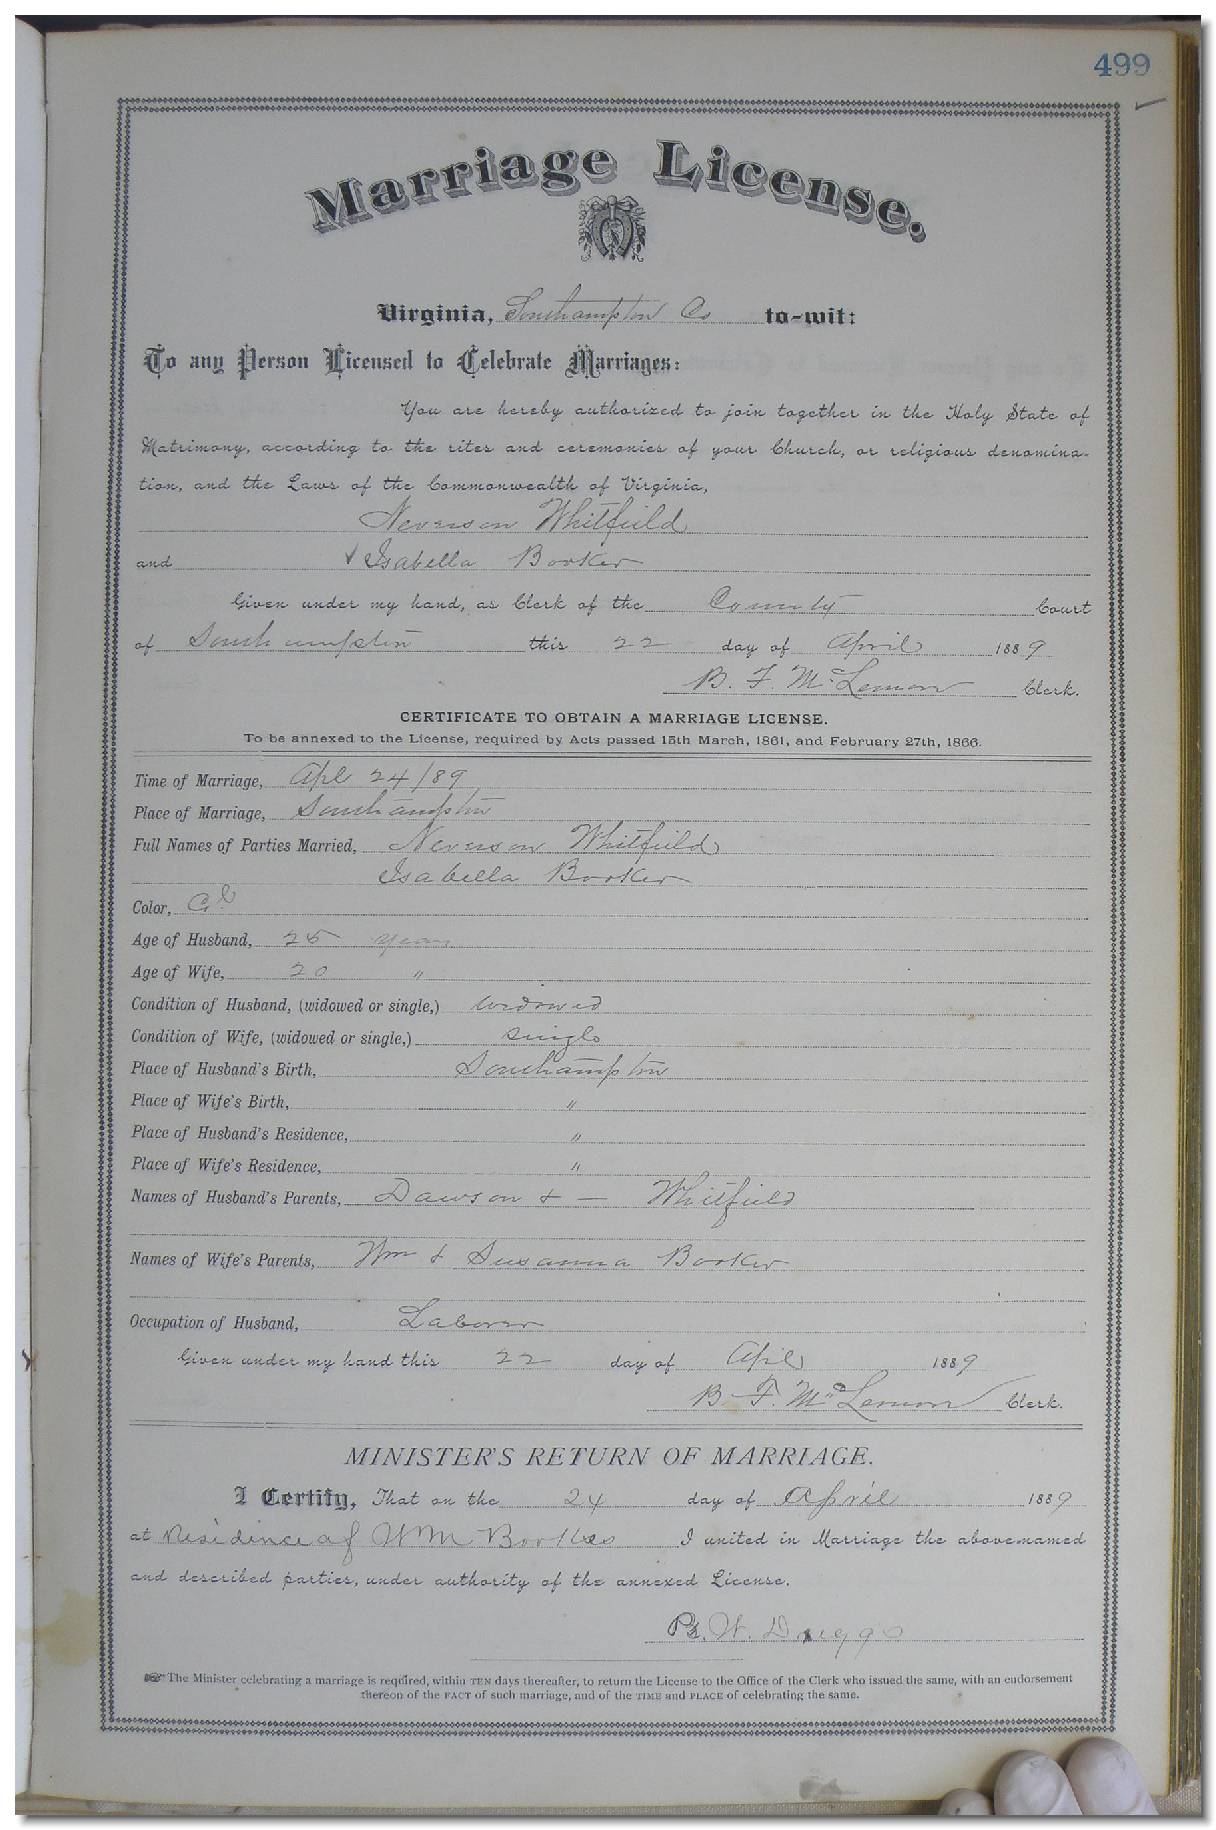 499
Marriage License.
Virginia, Southampton Co to-wit:
To any Person Licensed to Celebrate Marriages:
You are hereby authorized to join together in the Holy State of
Matrimony, according to the rites and ceremonies of your Church, or religious denomina-
tion, and the Laws of the Commonwealth of Virginia,
Neverson Whitfield
and Isabella Booker
Given under my hand, as Clerk of the County Court
of Southampton this 22 day of April 1889
B. F. McLemore Clerk.
CERTIFICATE TO OBTAIN A MARRIAGE LICENSE.
To be annexed to the License, required by Acts passed 15th March, 1861, and February 27th, 1866.
Time of Marriage, Apl 24/89
Place of Marriage, Southampton
Full Names of Parties Married, Neverson Whitfield
Isabella Booker
Color, Cld
Age of Husband, 25 years
Age of Wife, 20 "
Condition of Husband, (widowed or single,) widowed
Condition of Wife, (widowed or single,) single
Place of Husband's Birth, Southampton
Place of Wife's Birth, "
Place of Husband's Residence, "
Place of Wife's Residence, "
Names of Husband's Parents, Dawson & — Whitfield
Names of Wife's Parents, Wm & Susanna Booker
Occupation of Husband, Laborer
Given under my hand this 22 day of Apil 1889
B. F. McLemore Clerk.
MINISTER'S RETURN OF MARRIAGE.
I Certify, That on the 24 day of April 1889
at Residence of Wm I united in Marriage the abovenamed
and described parties, under authority of the annexed License.
W.
The Minister celebrating a marriage is required, within TEN days thereafter, to return the License to the Office of the Clerk who issued the same, with an endorsement
thereon of the FACT of such marriage, and of the TIME and PLACE of celebrating the same.